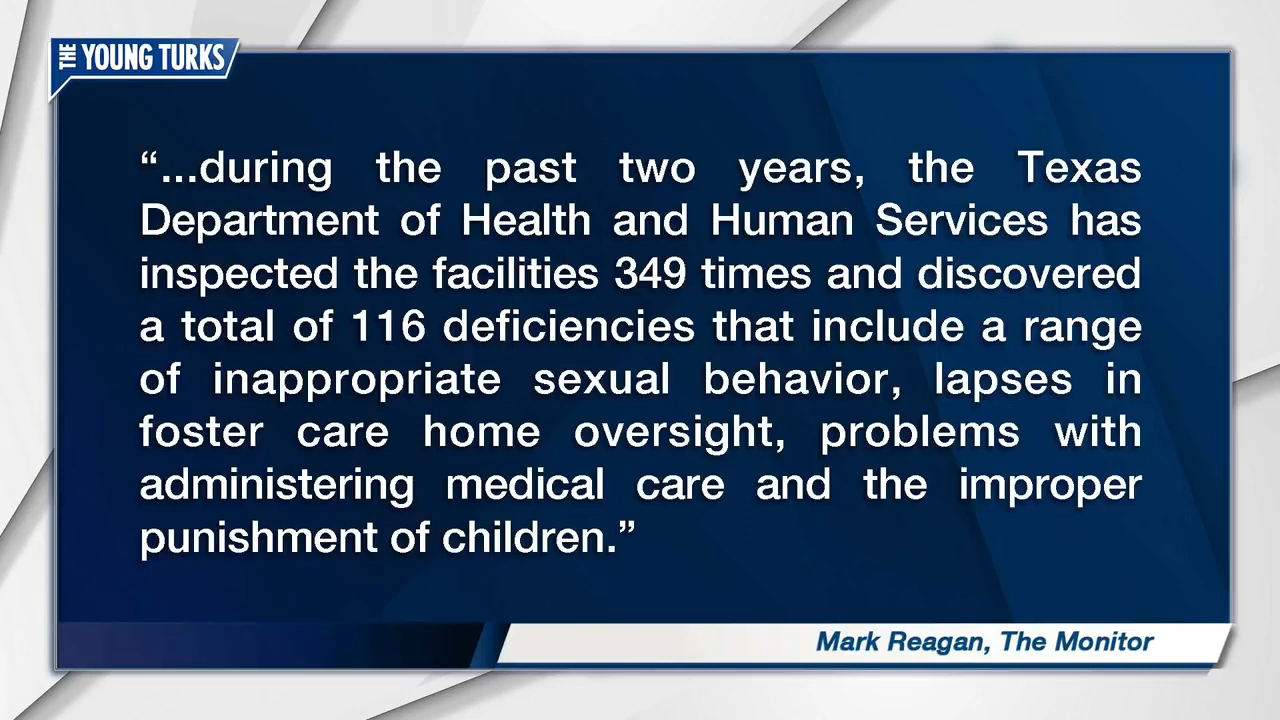 THE YOUNG TURKS
“...during the past two years, the Texas
Department of Health and Human Services has
inspected the facilities 349 times and discovered
a total of 116 deficiencies that include a range
of inappropriate sexual behavior, lapses in
foster care home oversight, problems with
administering medical care and the improper
punishment of children.”
Mark Reagan, The Monitor